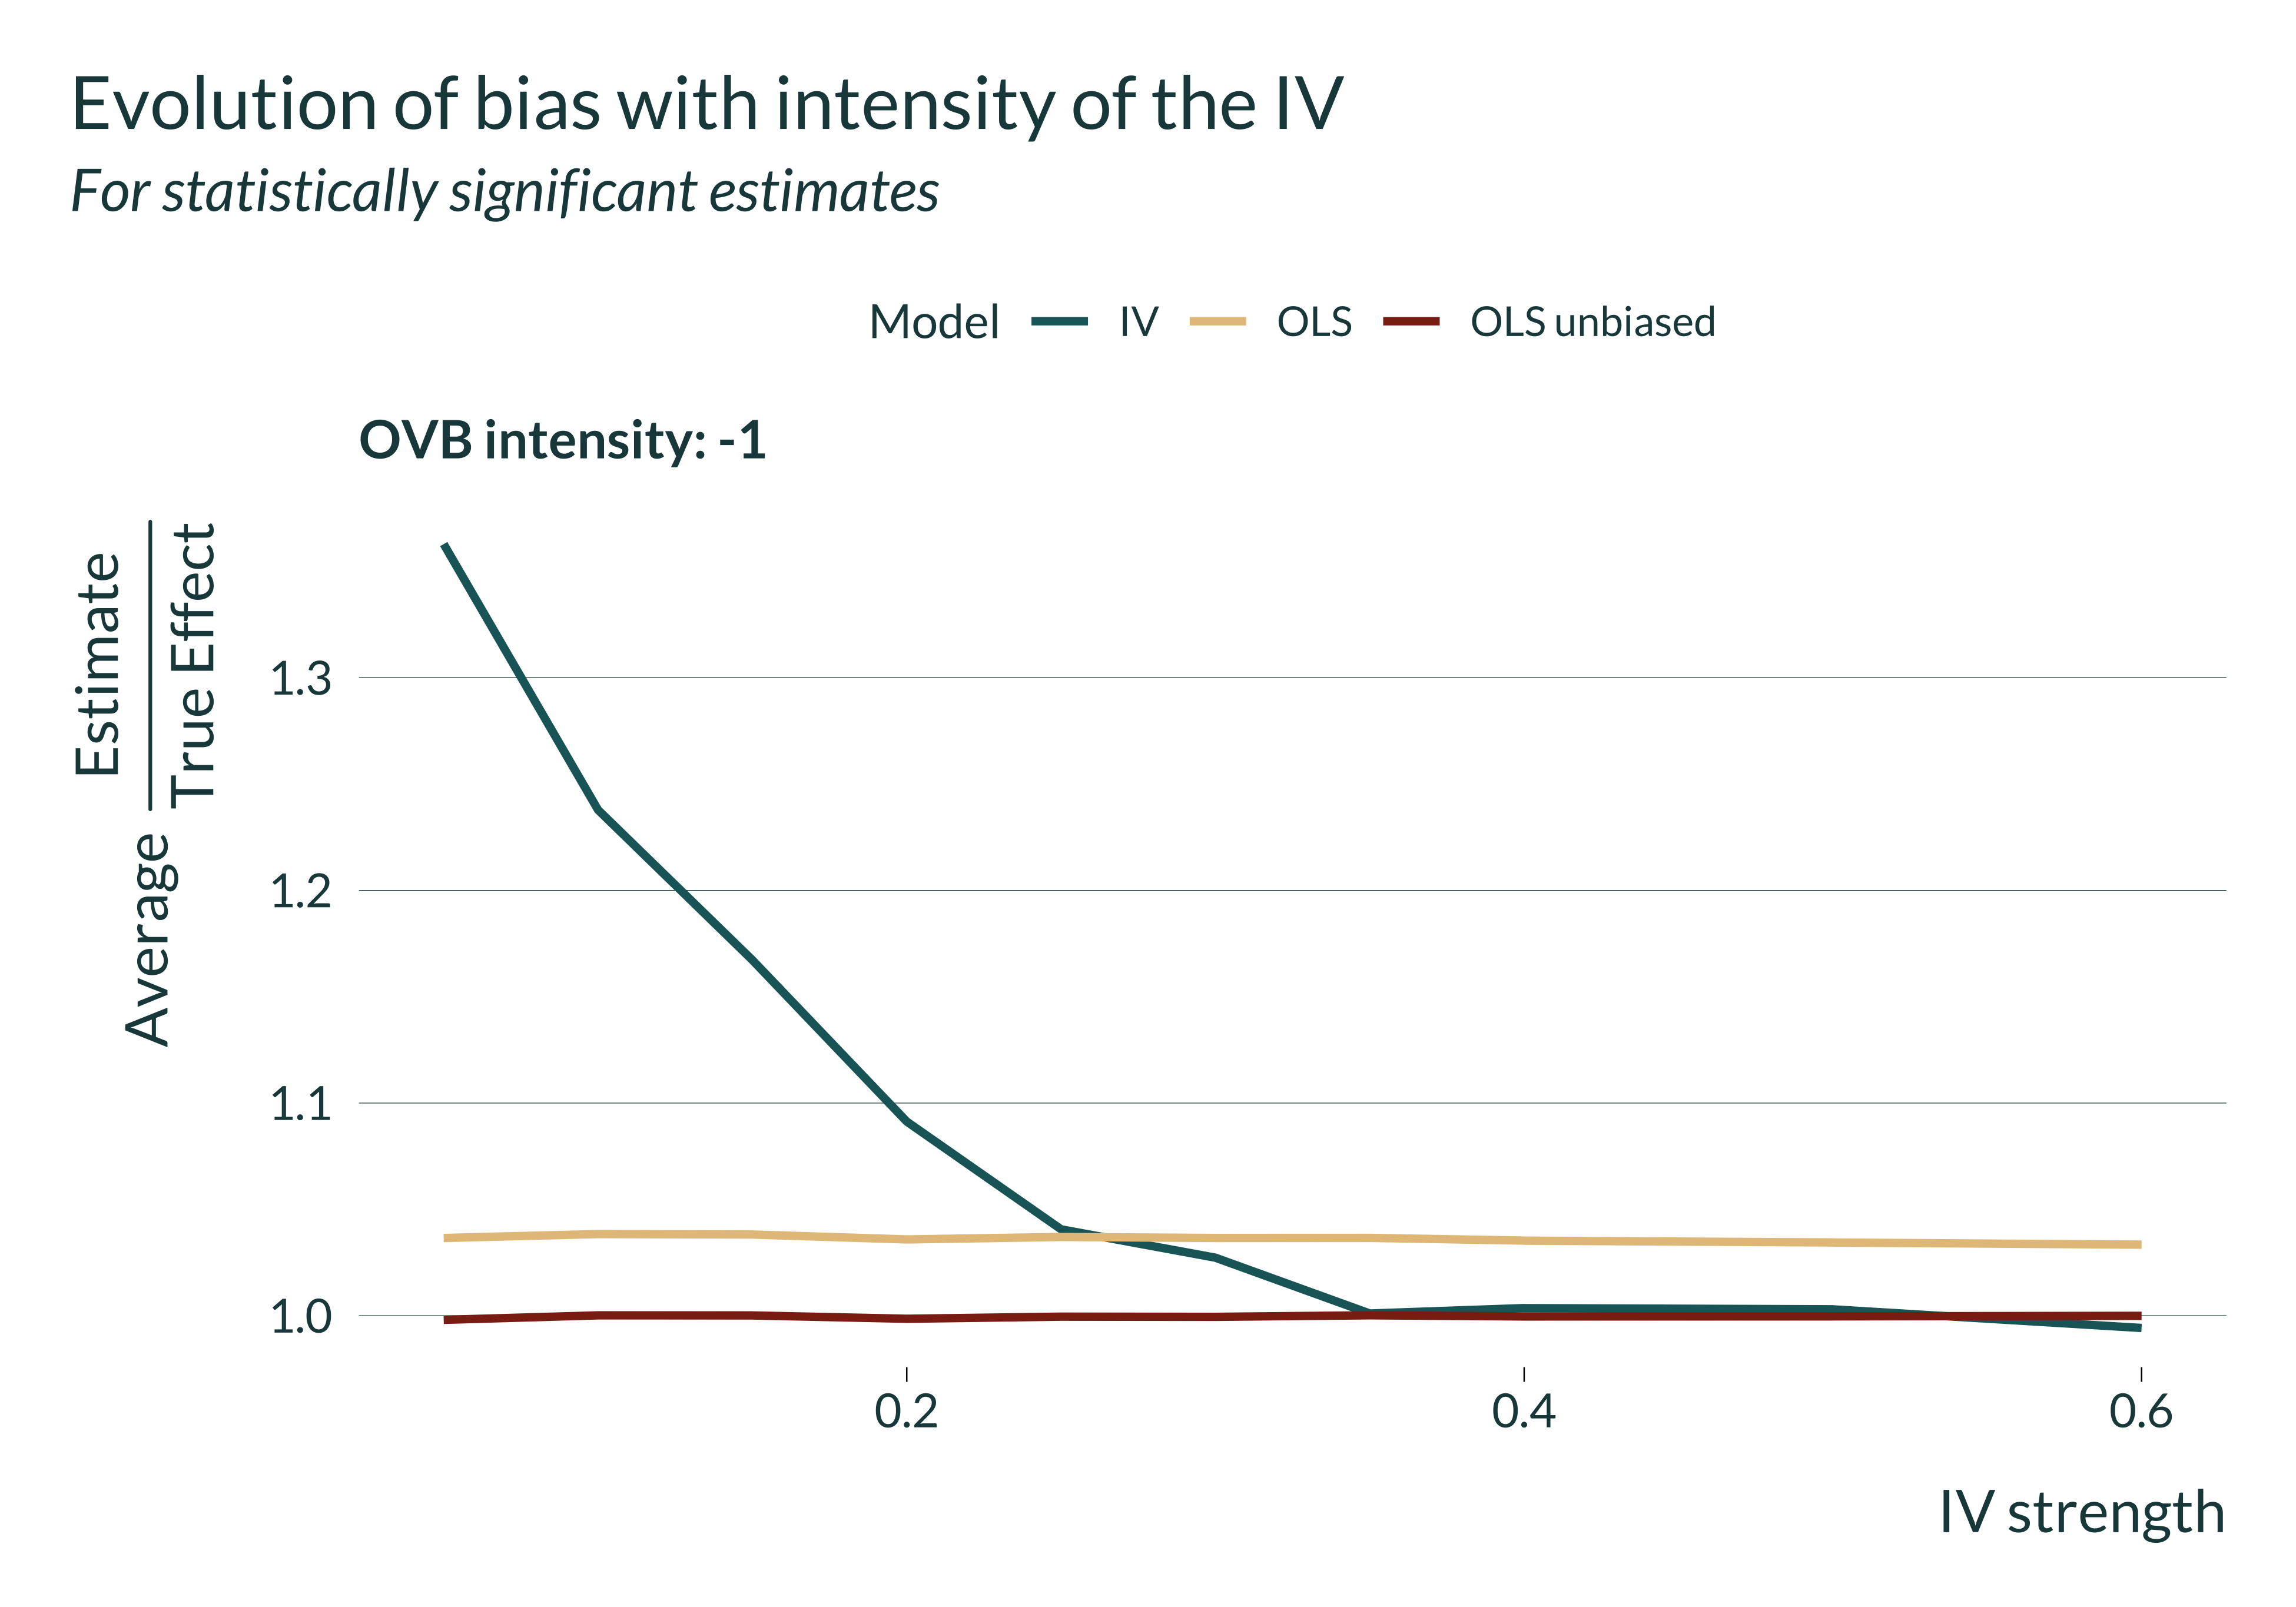 Evolution of bias with intensity of the IV
For statistically significant estimates
Model IV OLS OLS unbiased
OVB intensity: -1
Average Estimate
True Effect
1.3
1.2
1.1
1.0
0.2 0.4 0.6
IV strength